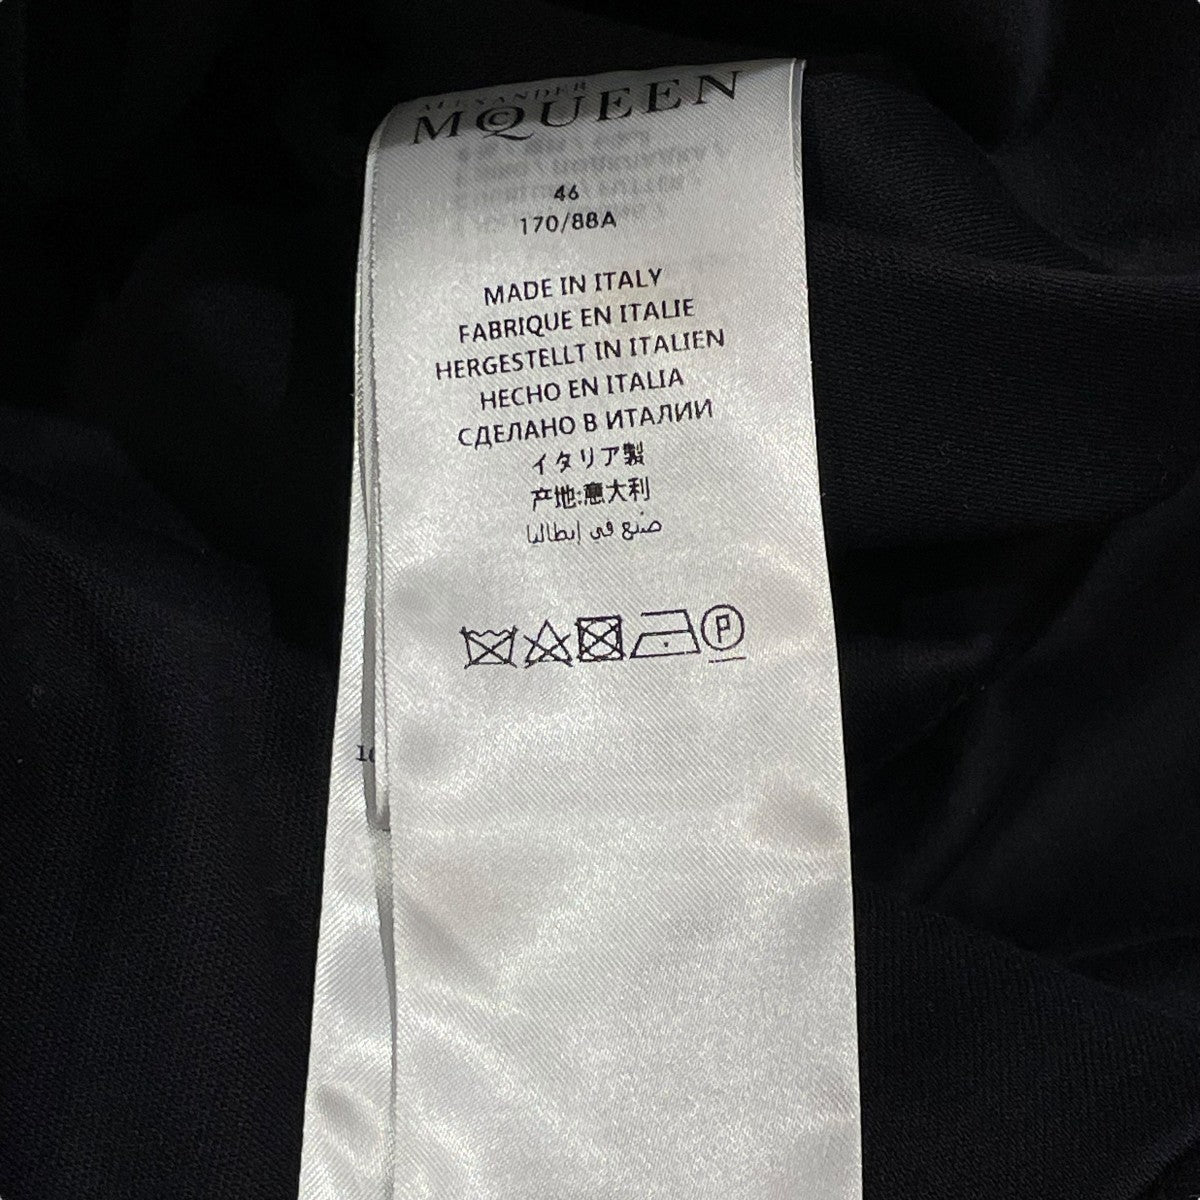 ALEXANDER
MCQUEEN
46
170/88A
MADE IN ITALY
FABRIQUE EN ITALIE
HERGESTELLT IN ITALIEN
HECHO EN ITALIA
СДЕЛАНО В ИТАЛИИ
イタリア製
产地:意大利
صنع في إيطاليا
P